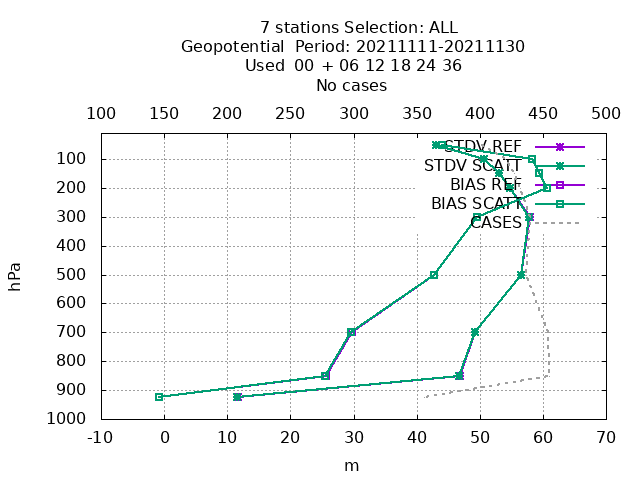 7 stations Selection: ALL
Geopotential  Period: 20211111-20211130
Used  00 + 06 12 18 24 36
No cases
100 150 200 250 300 350 400 450 500
STDV REF
STDV SCATT
BIAS REF
BIAS SCATT
CASES
100
200
300
400
500
600
700
800
900
1000
hPa
-10 0 10 20 30 40 50 60 70
m